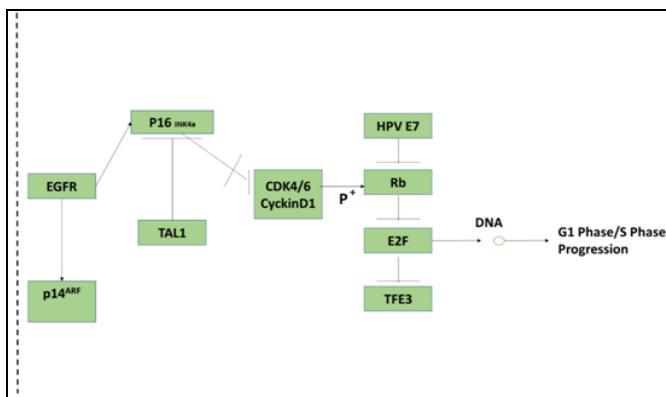 P16 INK4a
HPV E7
EGFR
CDK4/6
CyckinD1
P+
Rb
TAL1
E2F
DNA
G1 Phase/S Phase
Progression
p14ARF
TFE3